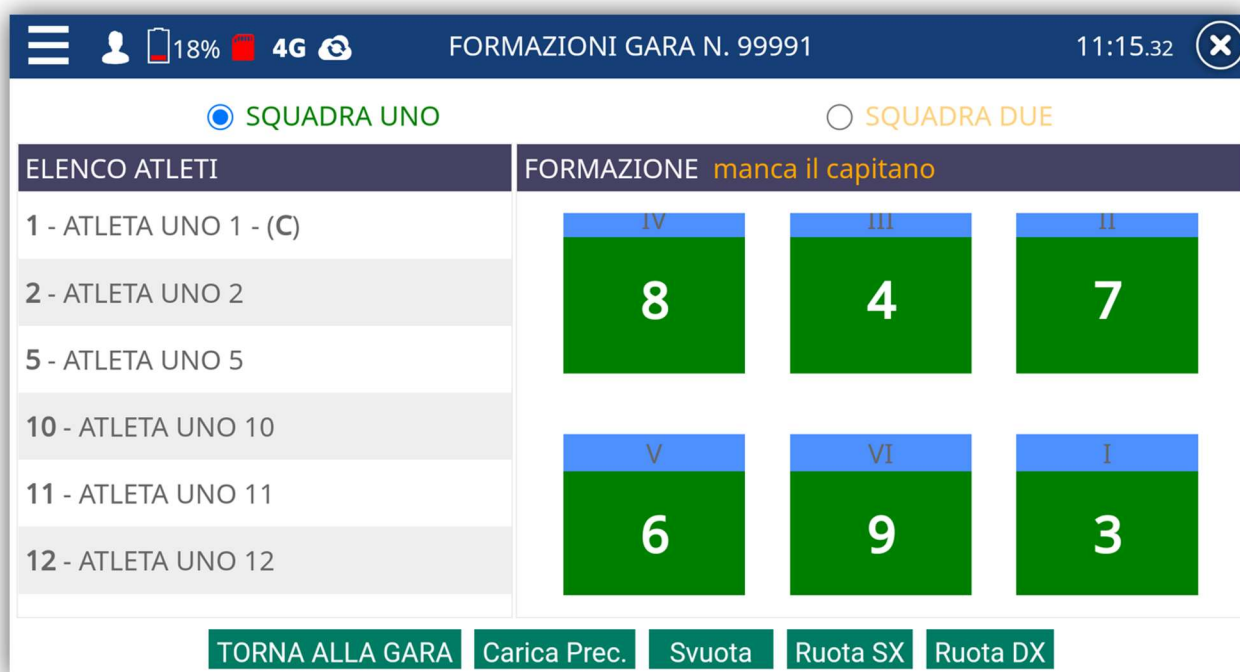 18% 4G FORMAZIONI GARA N. 99991 11:15.32
SQUADRA UNO SQUADRA DUE
ELENCO ATLETI
1 - ATLETA UNO 1 - (C)
2 - ATLETA UNO 2
5 - ATLETA UNO 5
10 - ATLETA UNO 10
11 - ATLETA UNO 11
12 - ATLETA UNO 12
FORMAZIONE manca il capitano
IV III II
8 4 7
V VI I
6 9 3
TORNA ALLA GARA Carica Prec. Svuota Ruota SX Ruota DX